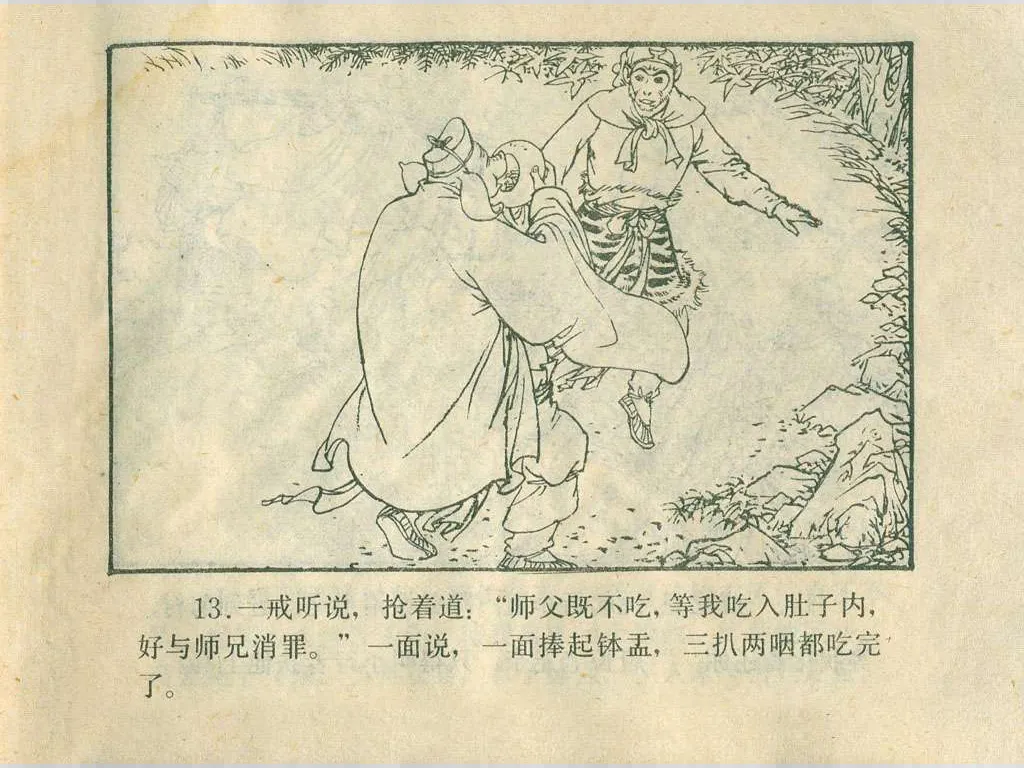 13.一戒听说，抢着道：“师父既不吃，等我吃入肚子内，
好与师兄消罪。” 一面说，一面捧起钵盂，三扒两咽都吃完
了。